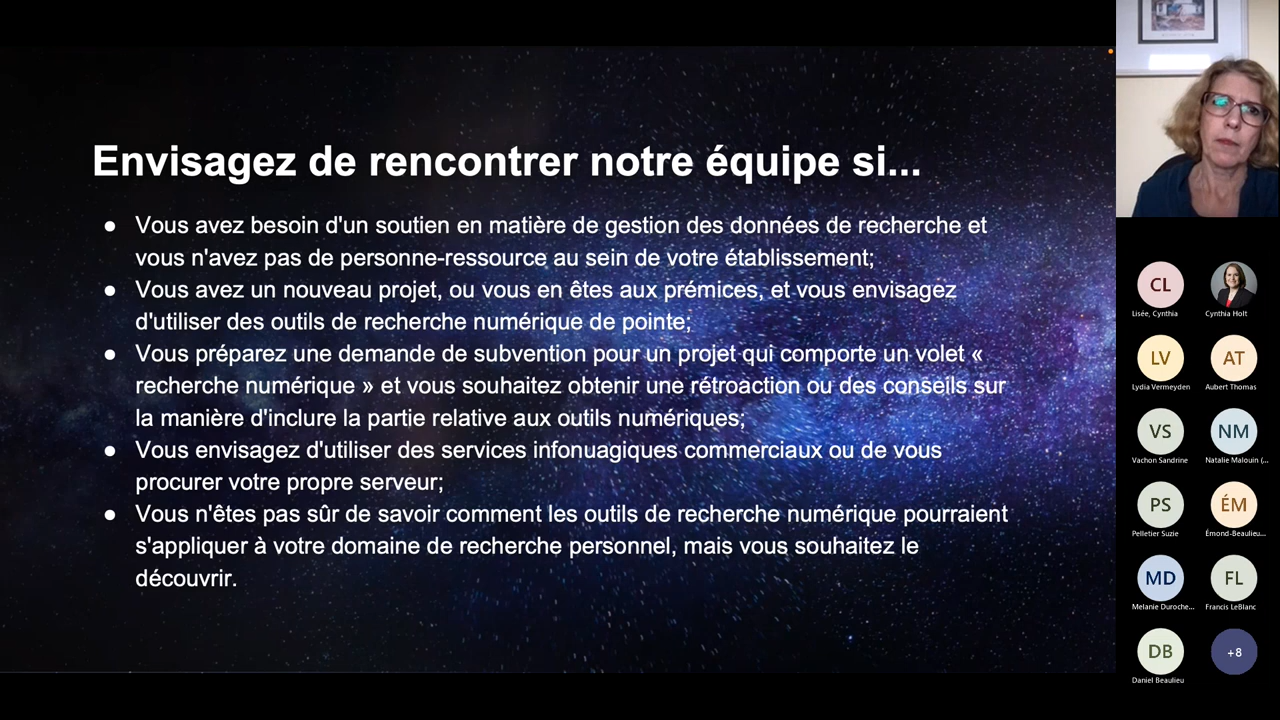 Envisagez de rencontrer notre équipe si...
● Vous avez besoin d'un soutien en matière de gestion des données de recherche et
vous n'avez pas de personne-ressource au sein de votre établissement;
● Vous avez un nouveau projet, ou vous en êtes aux prémices, et vous envisagez
d'utiliser des outils de recherche numérique de pointe;
● Vous préparez une demande de subvention pour un projet qui comporte un volet «
recherche numérique » et vous souhaitez obtenir une rétroaction ou des conseils sur
la manière d'inclure la partie relative aux outils numériques;
● Vous envisagez d'utiliser des services infonuagiques commerciaux ou de vous
procurer votre propre serveur;
● Vous n'êtes pas sûr de savoir comment les outils de recherche numérique pourraient
s'appliquer à votre domaine de recherche personnel, mais vous souhaitez le
découvrir.
CL
Lisée, Cynthia
Cynthia Holt
LV
Lydia Vermeyden
AT
Aubert Thomas
VS
Vachon Sandrine
NM
Natalie Malouin (...
PS
Pelletier Suzie
ÉM
Émond-Beaulieu...
MD
Melanie Duroche...
FL
Francis LeBlanc
DB
Daniel Beaulieu
+8